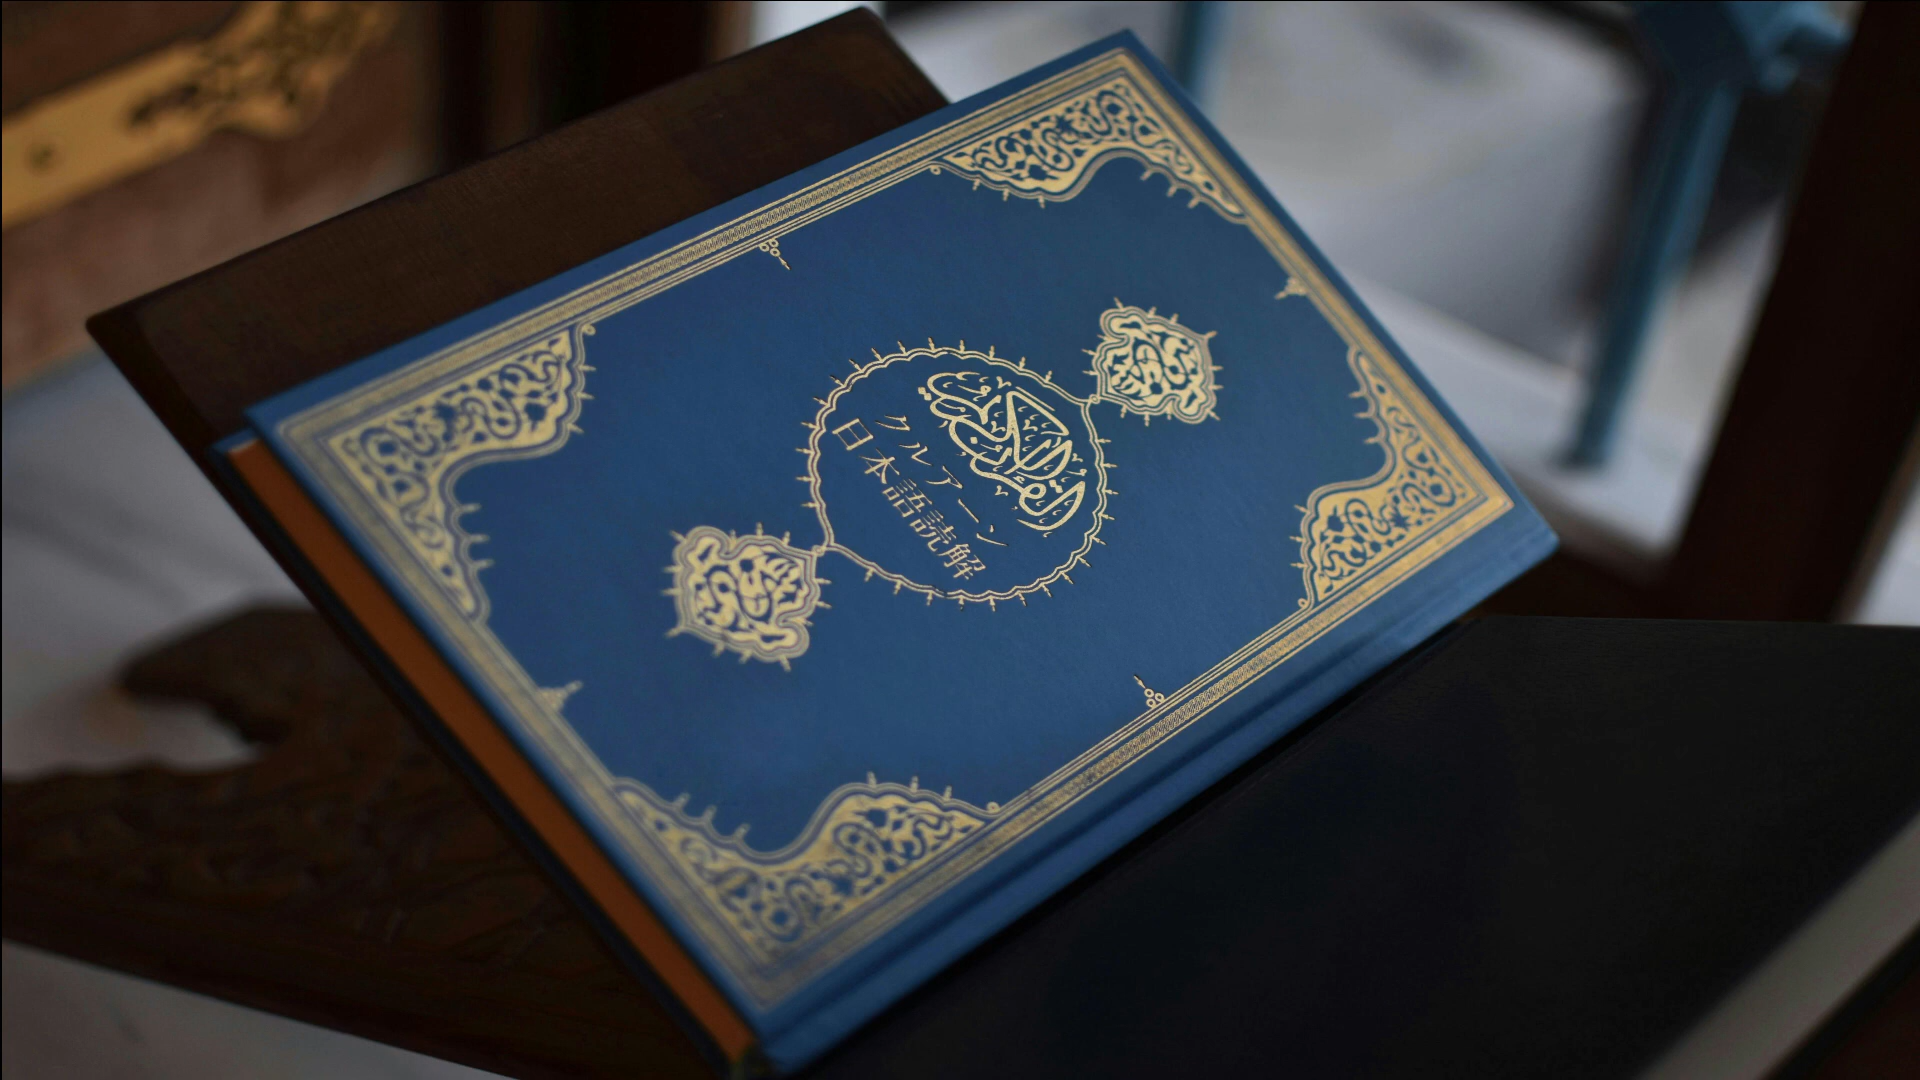 القرآن الكريم
クルアーン
日本語読解